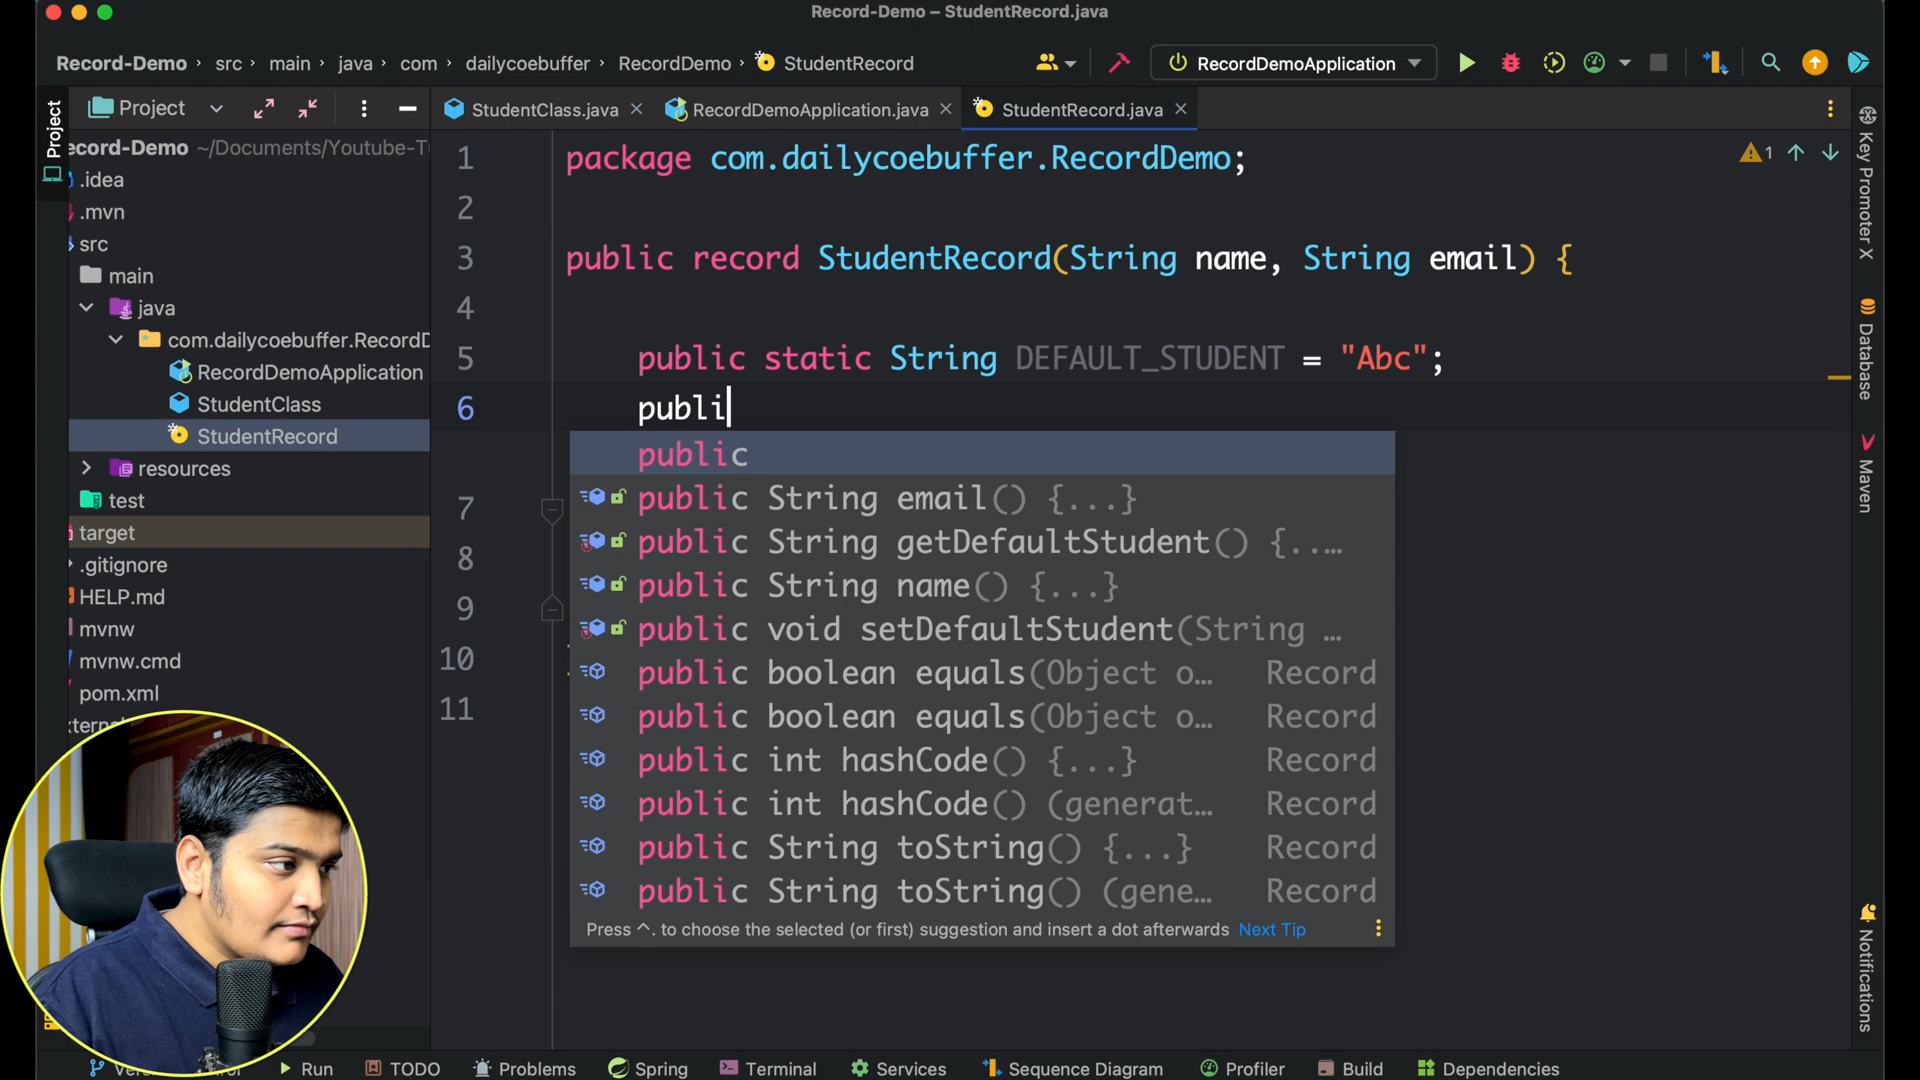 Record-Demo – StudentRecord.java
Record-Demo › src › main › java › com › dailycoebuffer › RecordDemo › StudentRecord
RecordDemoApplication
Project
Project
StudentClass.java
RecordDemoApplication.java
StudentRecord.java
ecord-Demo ~/Documents/Youtube-T
.idea
.mvn
src
main
java
com.dailycoebuffer.RecordD
RecordDemoApplication
StudentClass
StudentRecord
resources
test
target
.gitignore
HELP.md
mvnw
mvnw.cmd
pom.xml
1 package com.dailycoebuffer.RecordDemo;
2
3 public record StudentRecord(String name, String email) {
4
5 public static String DEFAULT_STUDENT = "Abc";
6 publi
7
8
9
10
11
1
public
public String email() {...}
public String getDefaultStudent() {..…
public String name() {...}
public void setDefaultStudent(String …
public boolean equals(Object o… Record
public boolean equals(Object o… Record
public int hashCode() {...} Record
public int hashCode() (generat… Record
public String toString() {...} Record
public String toString() (gene… Record
Press ^. to choose the selected (or first) suggestion and insert a dot afterwards Next Tip
Key Promoter X
Database
Maven
Notifications
Run
TODO
Problems
Spring
Terminal
Services
Sequence Diagram
Profiler
Build
Dependencies